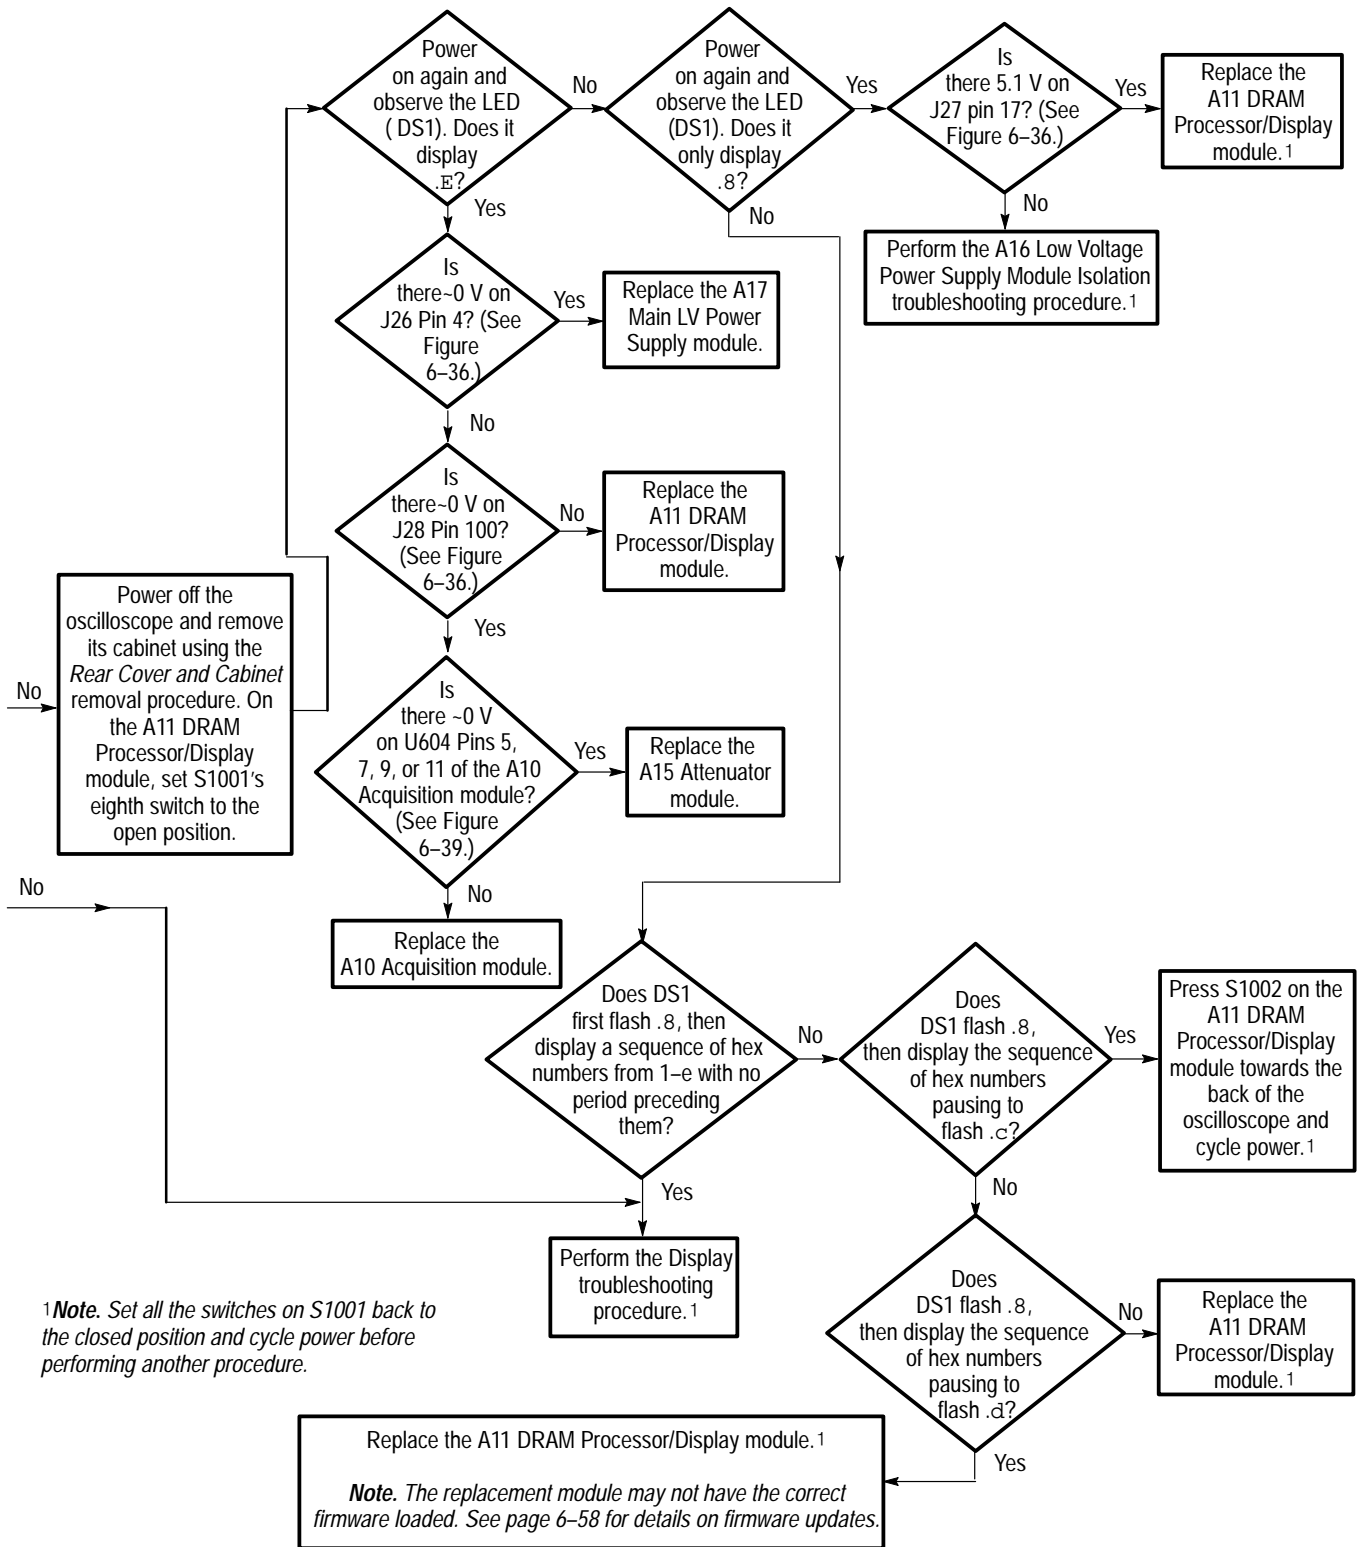 Power
on again and
observe the LED
( DS1). Does it
display
.E?
No
Power
on again and
observe the LED
(DS1). Does it
only display
.8?
Yes
Is
there 5.1 V on
J27 pin 17? (See
Figure 6–36.)
Yes
Replace the
A11 DRAM
Processor/Display
module.1
Yes
No
No
Perform the A16 Low Voltage
Power Supply Module Isolation
troubleshooting procedure.1
Is
there~0 V on
J26 Pin 4? (See
Figure
6–36.)
Yes
Replace the A17
Main LV Power
Supply module.
No
Is
there~0 V on
J28 Pin 100?
(See Figure
6–36.)
No
Replace the
A11 DRAM
Processor/Display
module.
Yes
No
Power off the
oscilloscope and remove
its cabinet using the
Rear Cover and Cabinet
removal procedure. On
the A11 DRAM
Processor/Display
module, set S1001's
eighth switch to the
open position.
Is
there ~0 V
on U604 Pins 5,
7, 9, or 11 of the A10
Acquisition module?
(See Figure
6–39.)
Yes
Replace the
A15 Attenuator
module.
No
No
Replace the
A10 Acquisition module.
Does DS1
first flash .8, then
display a sequence of hex
numbers from 1–e with no
period preceding
them?
No
Does
DS1 flash .8,
then display the sequence
of hex numbers
pausing to
flash .c?
Yes
Press S1002 on the
A11 DRAM
Processor/Display
module towards the
back of the
oscilloscope and
cycle power.1
Yes
No
Perform the Display
troubleshooting
procedure.1
Does
DS1 flash .8,
then display the sequence
of hex numbers
pausing to
flash .d?
No
Replace the
A11 DRAM
Processor/Display
module.1
Yes
1Note. Set all the switches on S1001 back to
the closed position and cycle power before
performing another procedure.
Replace the A11 DRAM Processor/Display module.1
Note. The replacement module may not have the correct
firmware loaded. See page 6–58 for details on firmware updates.